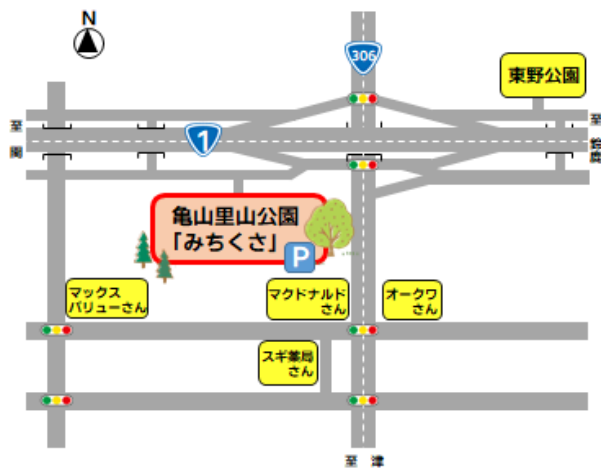 N
306
東野公園
至
関
1
至
鈴鹿
亀山里山公園
「みちくさ」
P
マックス
バリューさん
マクドナルド
さん
オークワ
さん
スギ薬局
さん
至 津